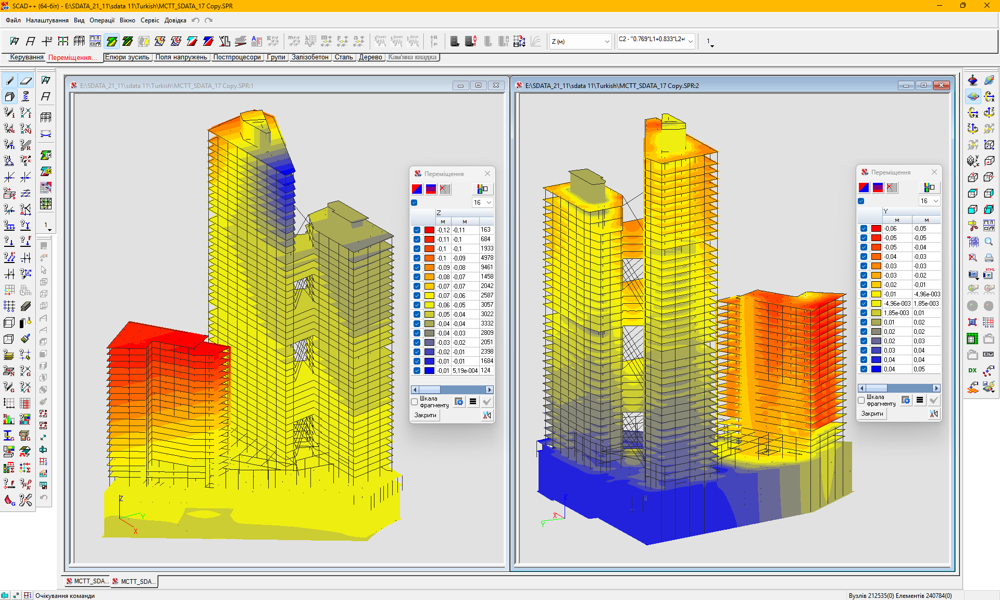 SCAD++ (64-біт) - E:\SDATA_21_11\sdata 11\Turkish\MCTT_SDATA_17 Copy.SPR
Файл Налаштування Вид Операції Вікно Сервіс Довідка
Z (м) C2 - "0.769*L1+0.833*L2+ 1
Керування Переміщення... Епюри зусиль Поля напружень Постпроцесори Групи Залізобетон Сталь Дерево Кам'яна кладка
E:\SDATA_21_11\sdata 11\Turkish\MCTT_SDATA_17 Copy.SPR:1
Переміщення
16
Z
м м
-0,12 -0,11 163
-0,11 -0,1 684
-0,1 -0,1 1933
-0,1 -0,09 4978
-0,09 -0,08 9461
-0,08 -0,07 1458
-0,07 -0,07 2042
-0,07 -0,06 2587
-0,06 -0,05 3057
-0,05 -0,04 3022
-0,04 -0,04 3332
-0,04 -0,03 2809
-0,03 -0,02 2051
-0,02 -0,01 2398
-0,01 -0,01 1684
-0,01 5,19e-004 124
Шкала
фрагменту
Закрити
Z
Y
X
E:\SDATA_21_11\sdata 11\Turkish\MCTT_SDATA_17 Copy.SPR:2
Переміщення
16
Y
м м
-0,06 -0,05
-0,05 -0,05
-0,05 -0,04
-0,04 -0,03
-0,03 -0,03
-0,03 -0,02
-0,02 -0,01
-0,01 -4,96e-003
-4,96e-003 1,85e-003
1,85e-003 0,01
0,01 0,02
0,02 0,02
0,02 0,03
0,03 0,04
0,04 0,04
0,04 0,05
Шкала
фрагменту
Закрити
Z
X
Y
1
HTML
DX
MCTT_SDA... MCTT_SDA...
Очікування команди
Вузлів 212535(0) Елементів 240784(0)